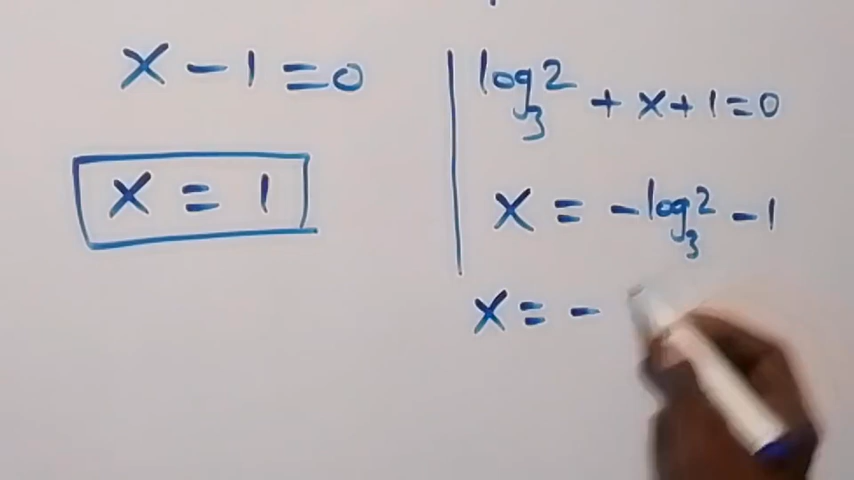 x - 1 = 0
x = 1
log₃2 + x + 1 = 0
x = -log₃2 - 1
x = -